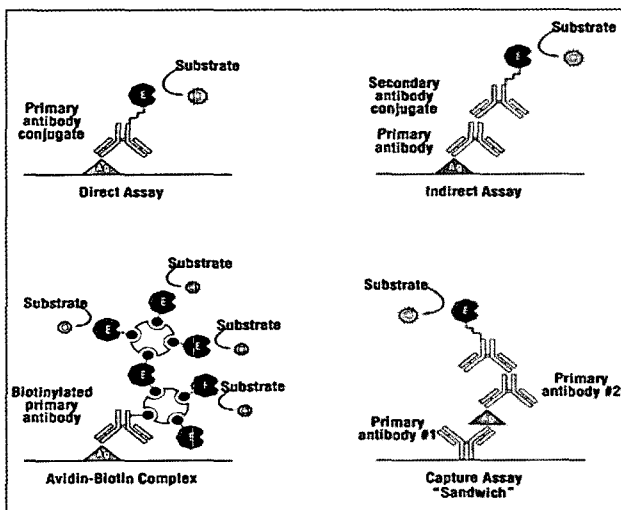 Substrate
E
Primary
antibody
conjugate
Direct Assay
Substrate
E
Secondary
antibody
conjugate
Primary
antibody
Indirect Assay
Substrate
Substrate
E
E
E
E
Substrate
E
E
Biotinylated
primary
antibody
Avidin-Biotin Complex
Substrate
E
Primary
antibody #2
Primary
antibody #1
Capture Assay
"Sandwich"